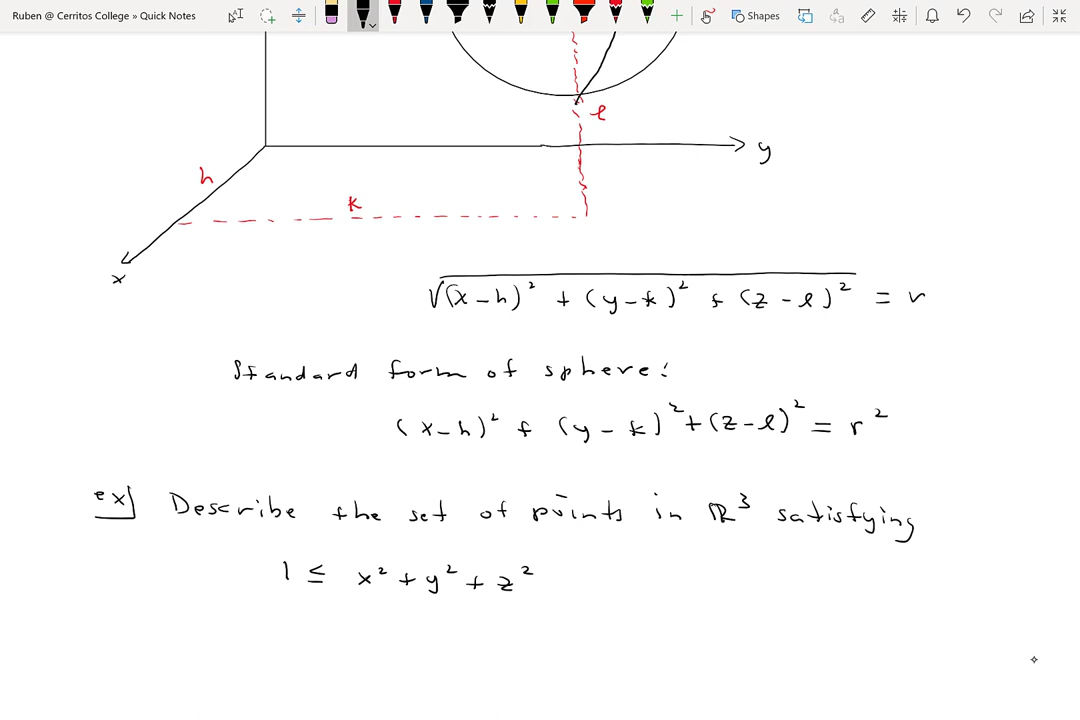 Ruben @ Cerritos College » Quick Notes
Shapes
l
y
h
k
x
√(x-h)² + (y-k)² + (z-l)² = r
Standard form of sphere:
(x-h)² + (y-k)² + (z-l)² = r²
ex] Describe the set of points in ℝ³ satisfying
1 ≤ x² + y² + z²